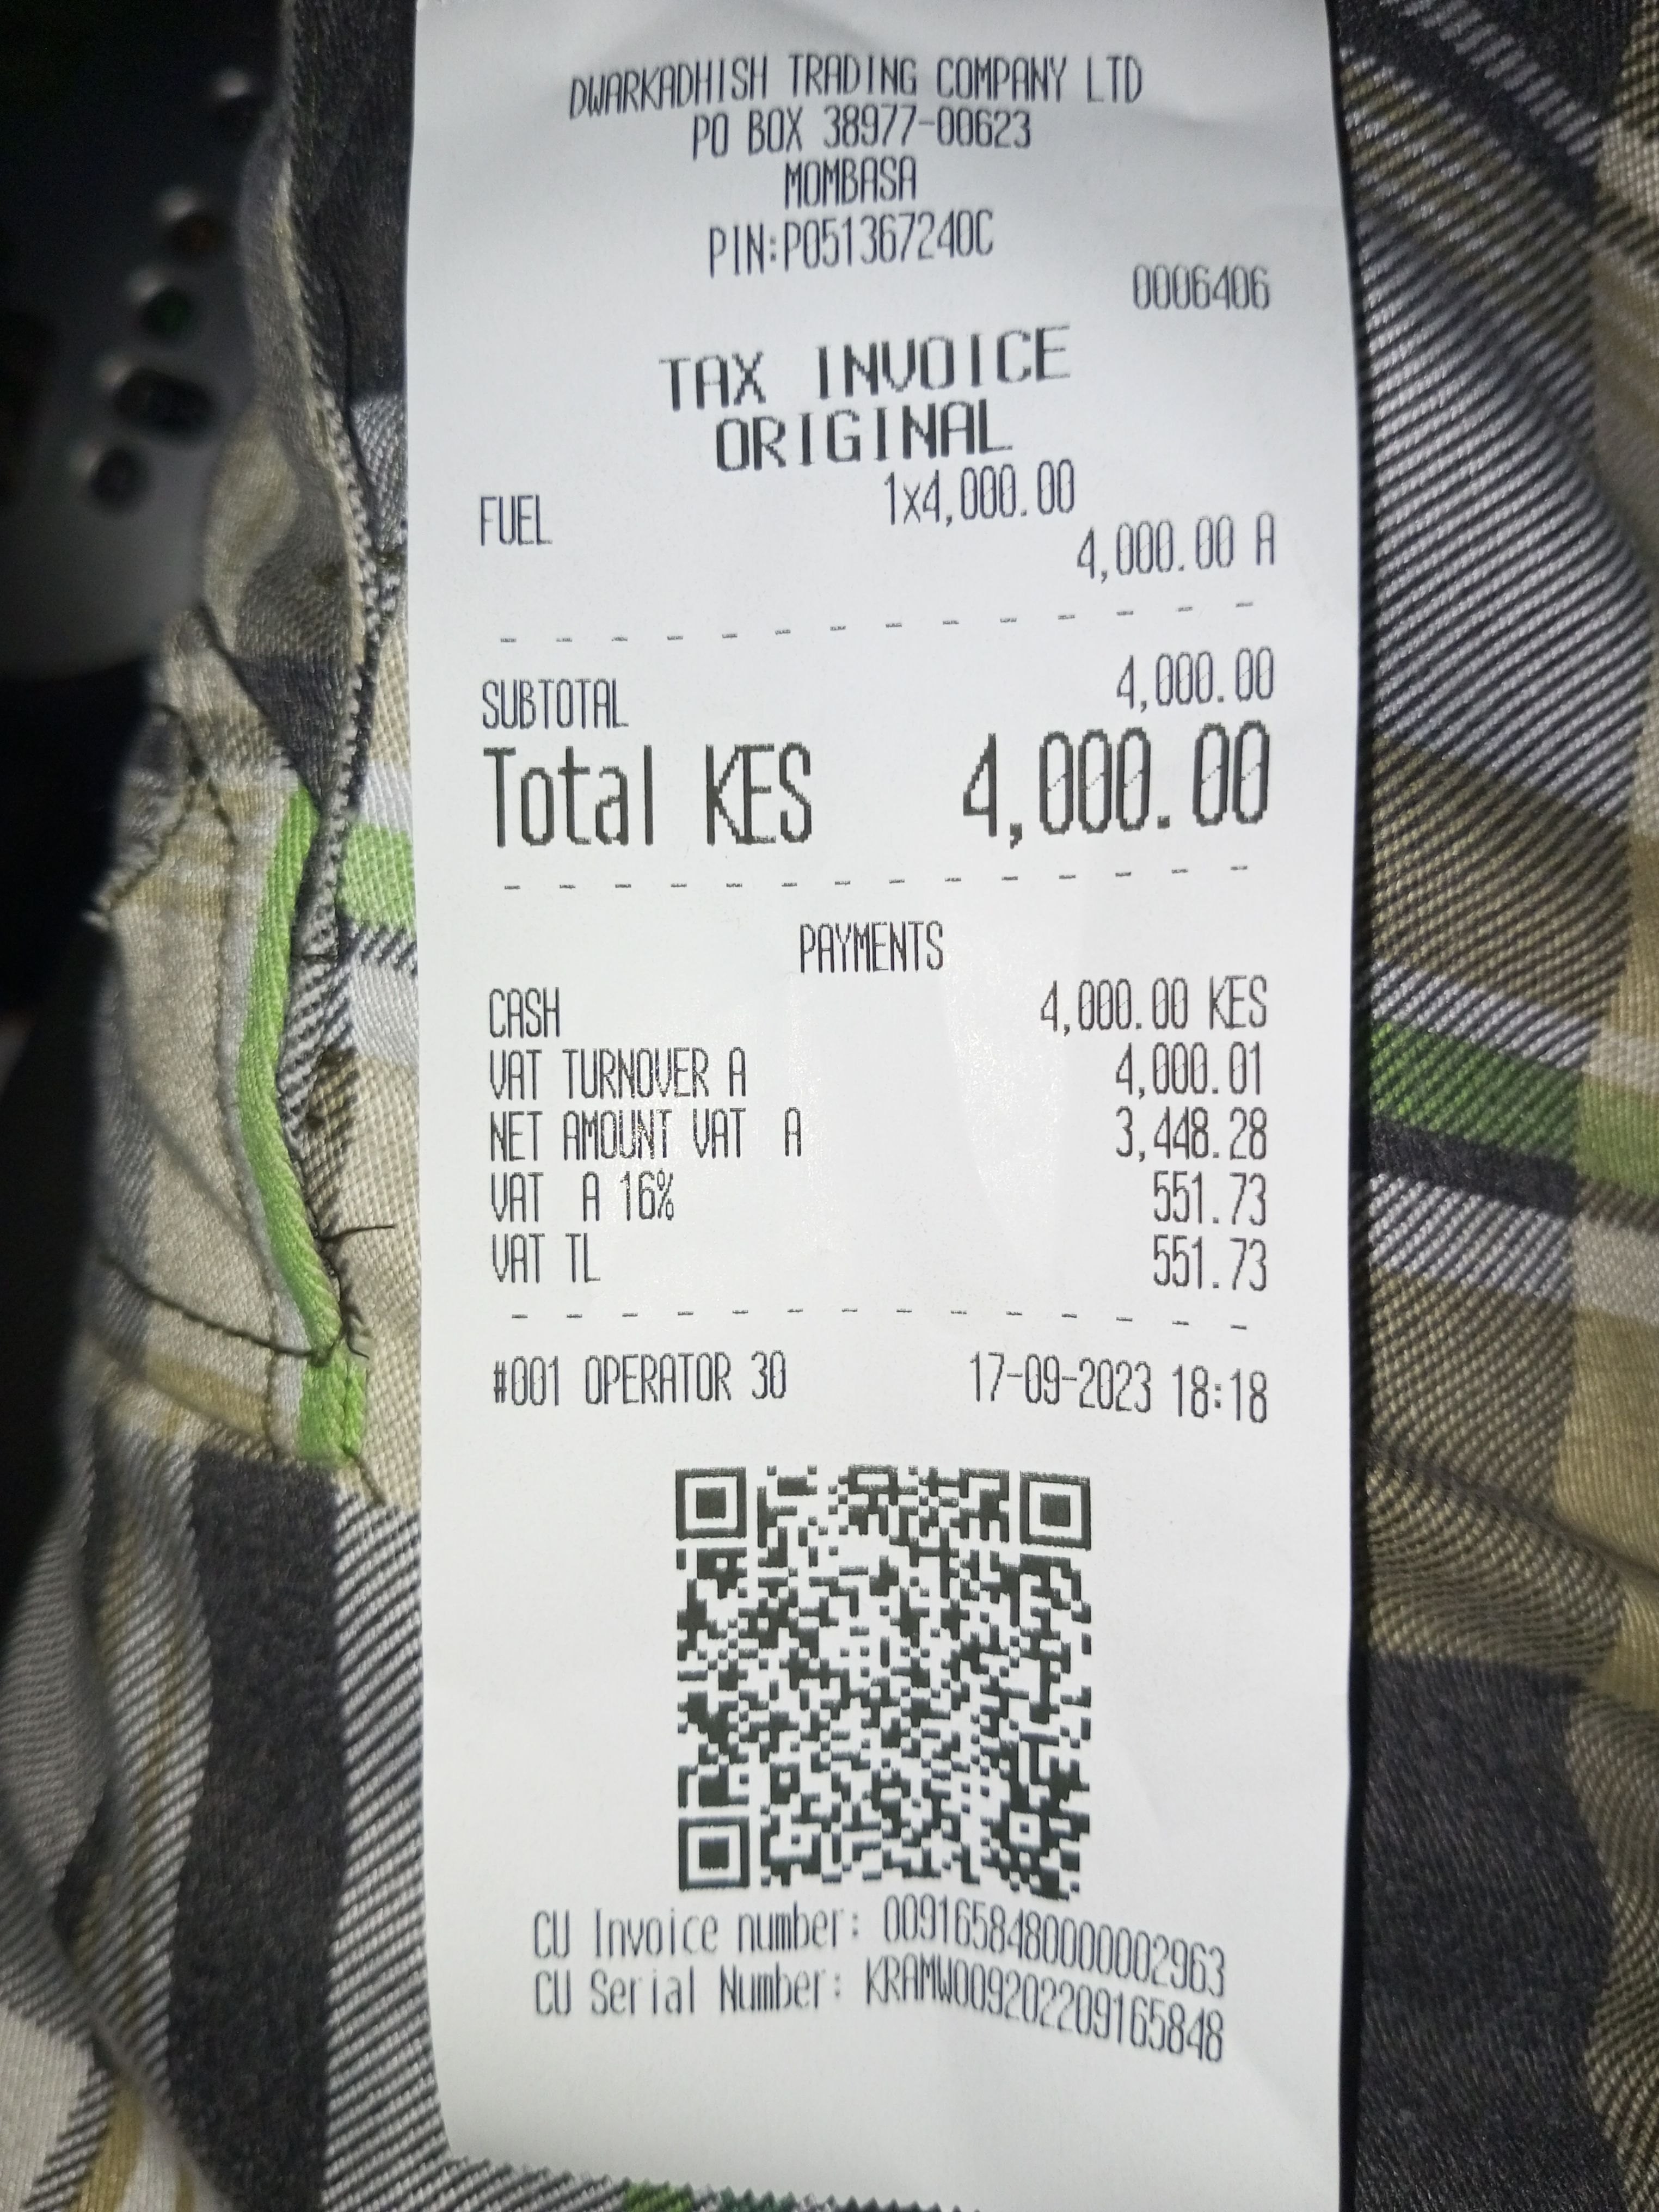 DWARKADHISH TRADING COMPANY LTD
PO BOX 38977-00623
MOMBASA
PIN:P051367240C
0006406
TAX INVOICE
ORIGINAL
FUEL 1x4,000.00
4,000.00 A
SUBTOTAL 4,000.00
Total KES 4,000.00
PAYMENTS
CASH 4,000.00 KES
VAT TURNOVER A 4,000.01
NET AMOUNT VAT A 3,448.28
VAT A 16% 551.73
VAT TL 551.73
#001 OPERATOR 30 17-09-2023 18:18
CU Invoice number: 0091658480000002963
CU Serial Number: KRAMW009202209165848